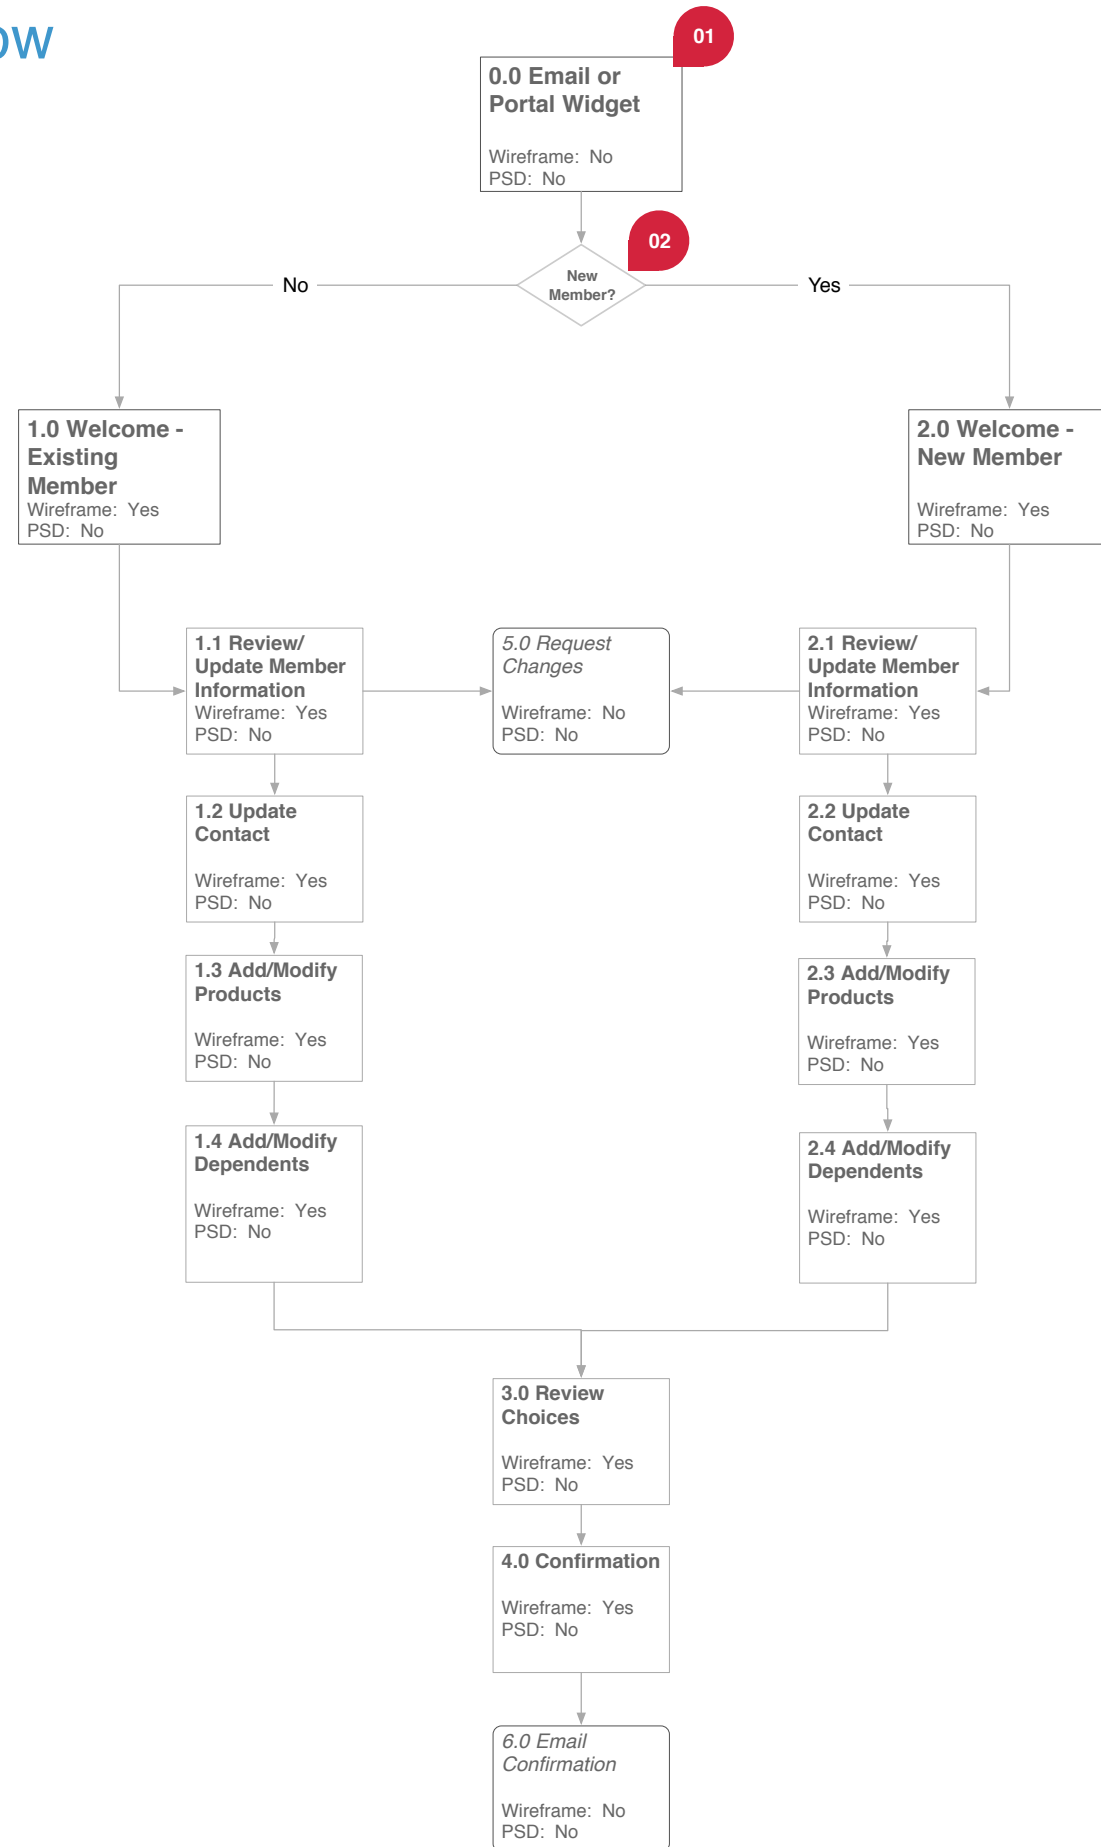 01
0.0 Email or
Portal Widget
Wireframe: No
PSD: No
02
New
Member?
No
Yes
1.0 Welcome -
Existing
Member
Wireframe: Yes
PSD: No
2.0 Welcome -
New Member
Wireframe: Yes
PSD: No
1.1 Review/
Update Member
Information
Wireframe: Yes
PSD: No
5.0 Request
Changes
Wireframe: No
PSD: No
2.1 Review/
Update Member
Information
Wireframe: Yes
PSD: No
1.2 Update
Contact
Wireframe: Yes
PSD: No
2.2 Update
Contact
Wireframe: Yes
PSD: No
1.3 Add/Modify
Products
Wireframe: Yes
PSD: No
2.3 Add/Modify
Products
Wireframe: Yes
PSD: No
1.4 Add/Modify
Dependents
Wireframe: Yes
PSD: No
2.4 Add/Modify
Dependents
Wireframe: Yes
PSD: No
3.0 Review
Choices
Wireframe: Yes
PSD: No
4.0 Confirmation
Wireframe: Yes
PSD: No
6.0 Email
Confirmation
Wireframe: No
PSD: No